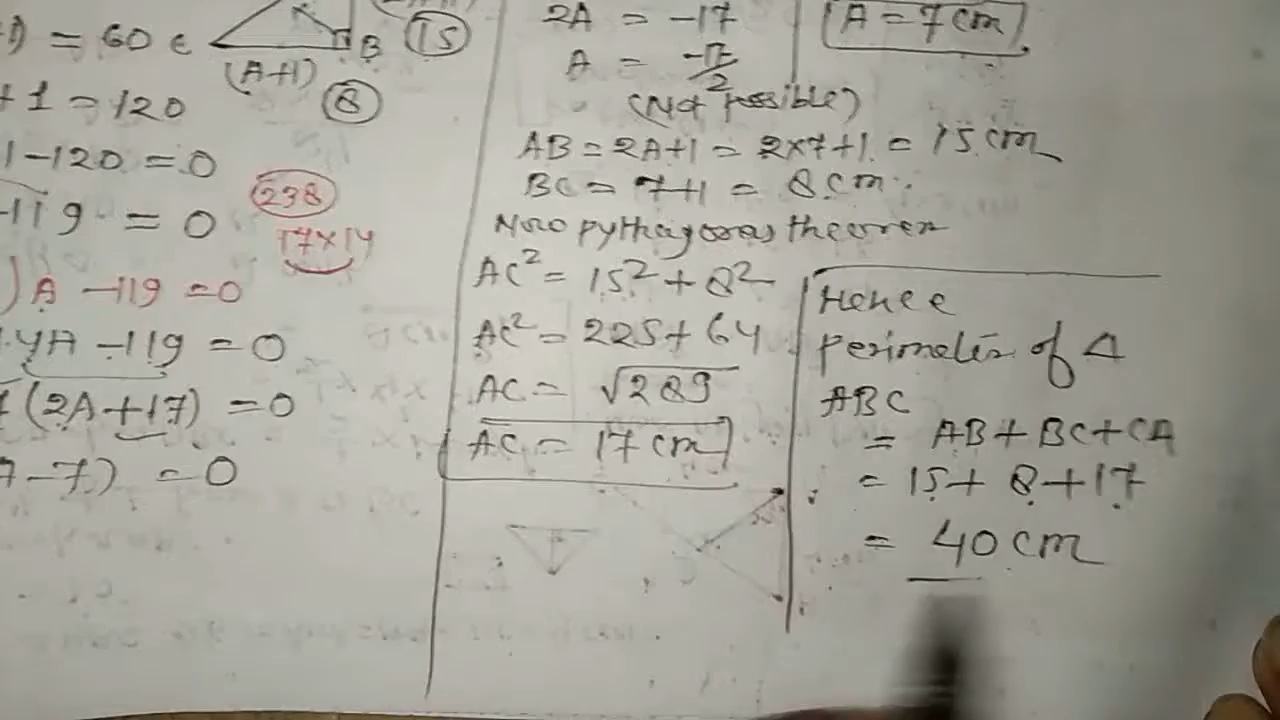 = 60
B
15
(A+1)
8
+ 1 = 120
1 - 120 = 0
- 119 = 0
238
17 × 14
) A - 119 = 0
14A - 119 = 0
(2A + 17) = 0
- 7) = 0
2A = -17
A = -17/2
(Not possible)
AB = 2A+1 = 2×7+1 = 15 cm
BC = 7+1 = 8 cm.
Now pythagoras theorem
AC² = 15² + 8²
AC² = 225 + 64
AC = √289
AC = 17 cm
A = 7 cm
Hence
perimeter of Δ
ABC
= AB + BC + CA
= 15 + 8 + 17
= 40 cm